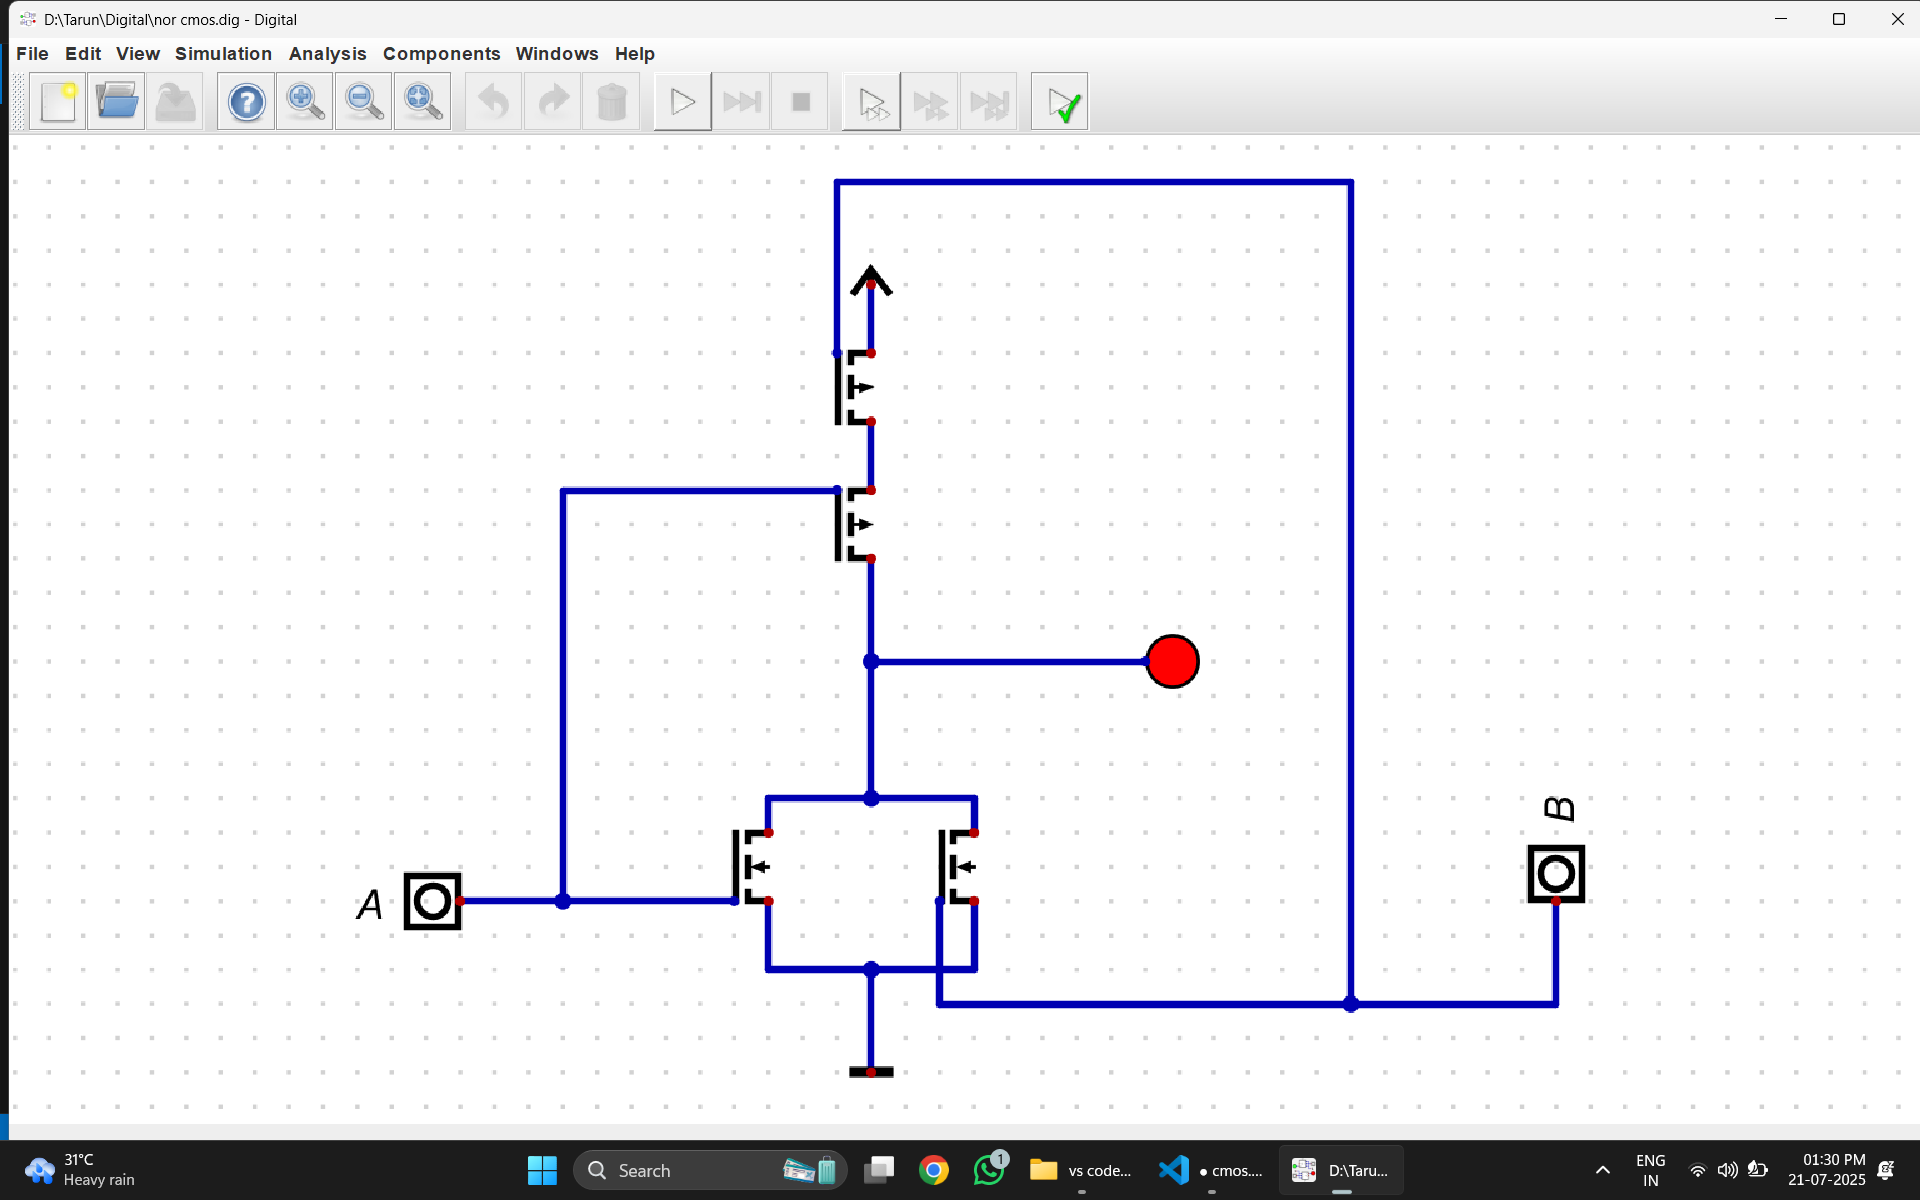 D:\Tarun\Digital\nor cmos.dig - Digital
File Edit View Simulation Analysis Components Windows Help
B
A
31°C
Heavy rain
Search
1
vs code...
cmos....
D:\Taru...
ENG
IN
01:30 PM
21-07-2025